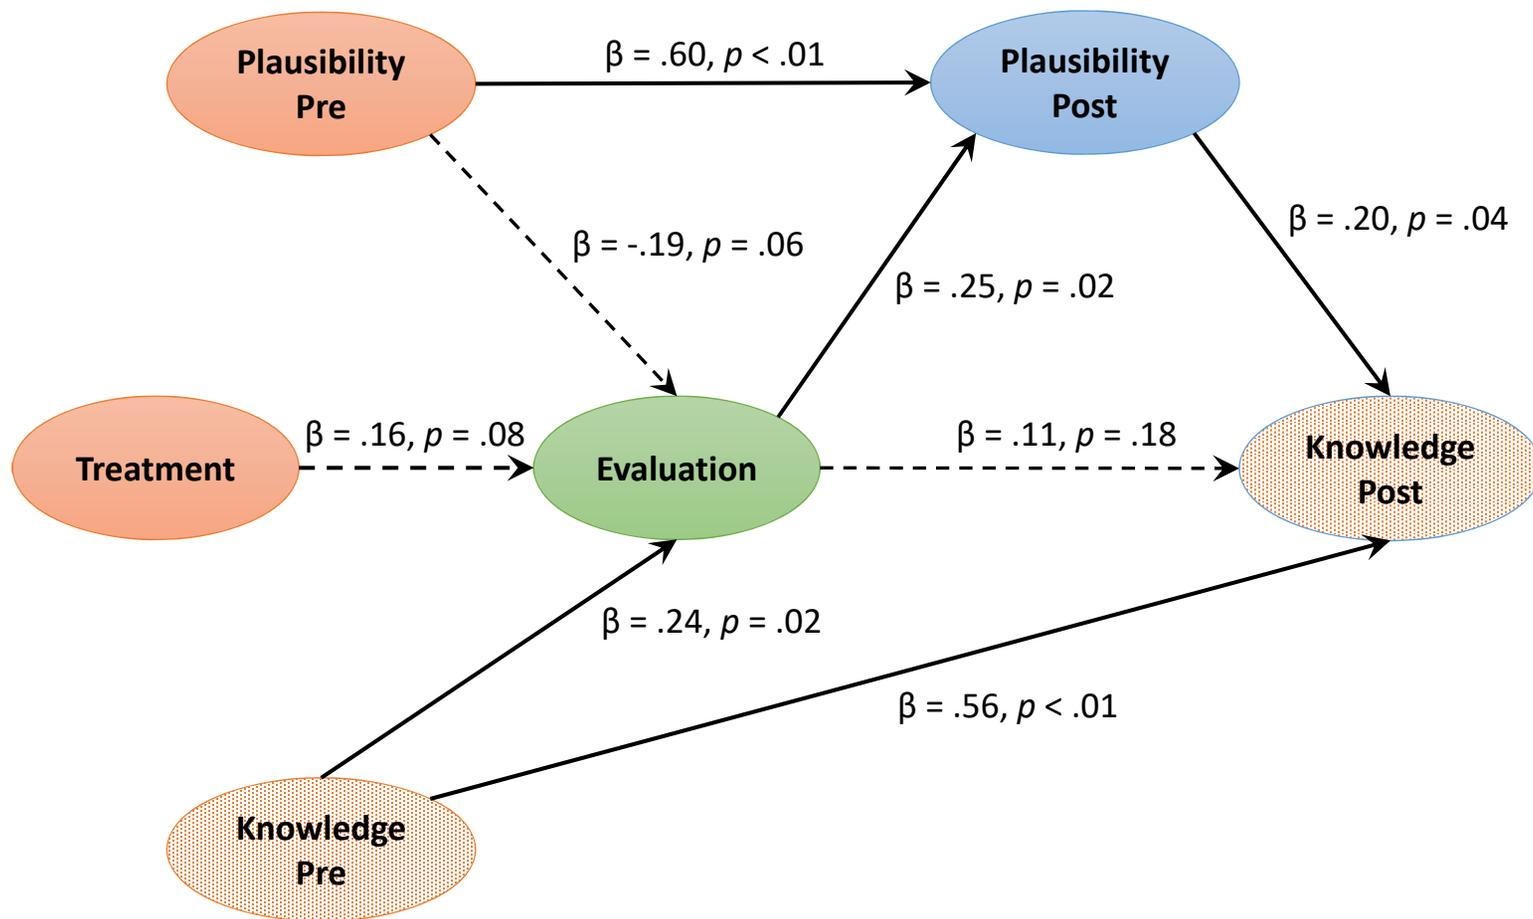 Plausibility
Pre
β = .60, p < .01
Plausibility
Post
β = -.19, p = .06
β = .25, p = .02
β = .20, p = .04
Treatment
β = .16, p = .08
Evaluation
β = .11, p = .18
Knowledge
Post
β = .24, p = .02
β = .56, p < .01
Knowledge
Pre